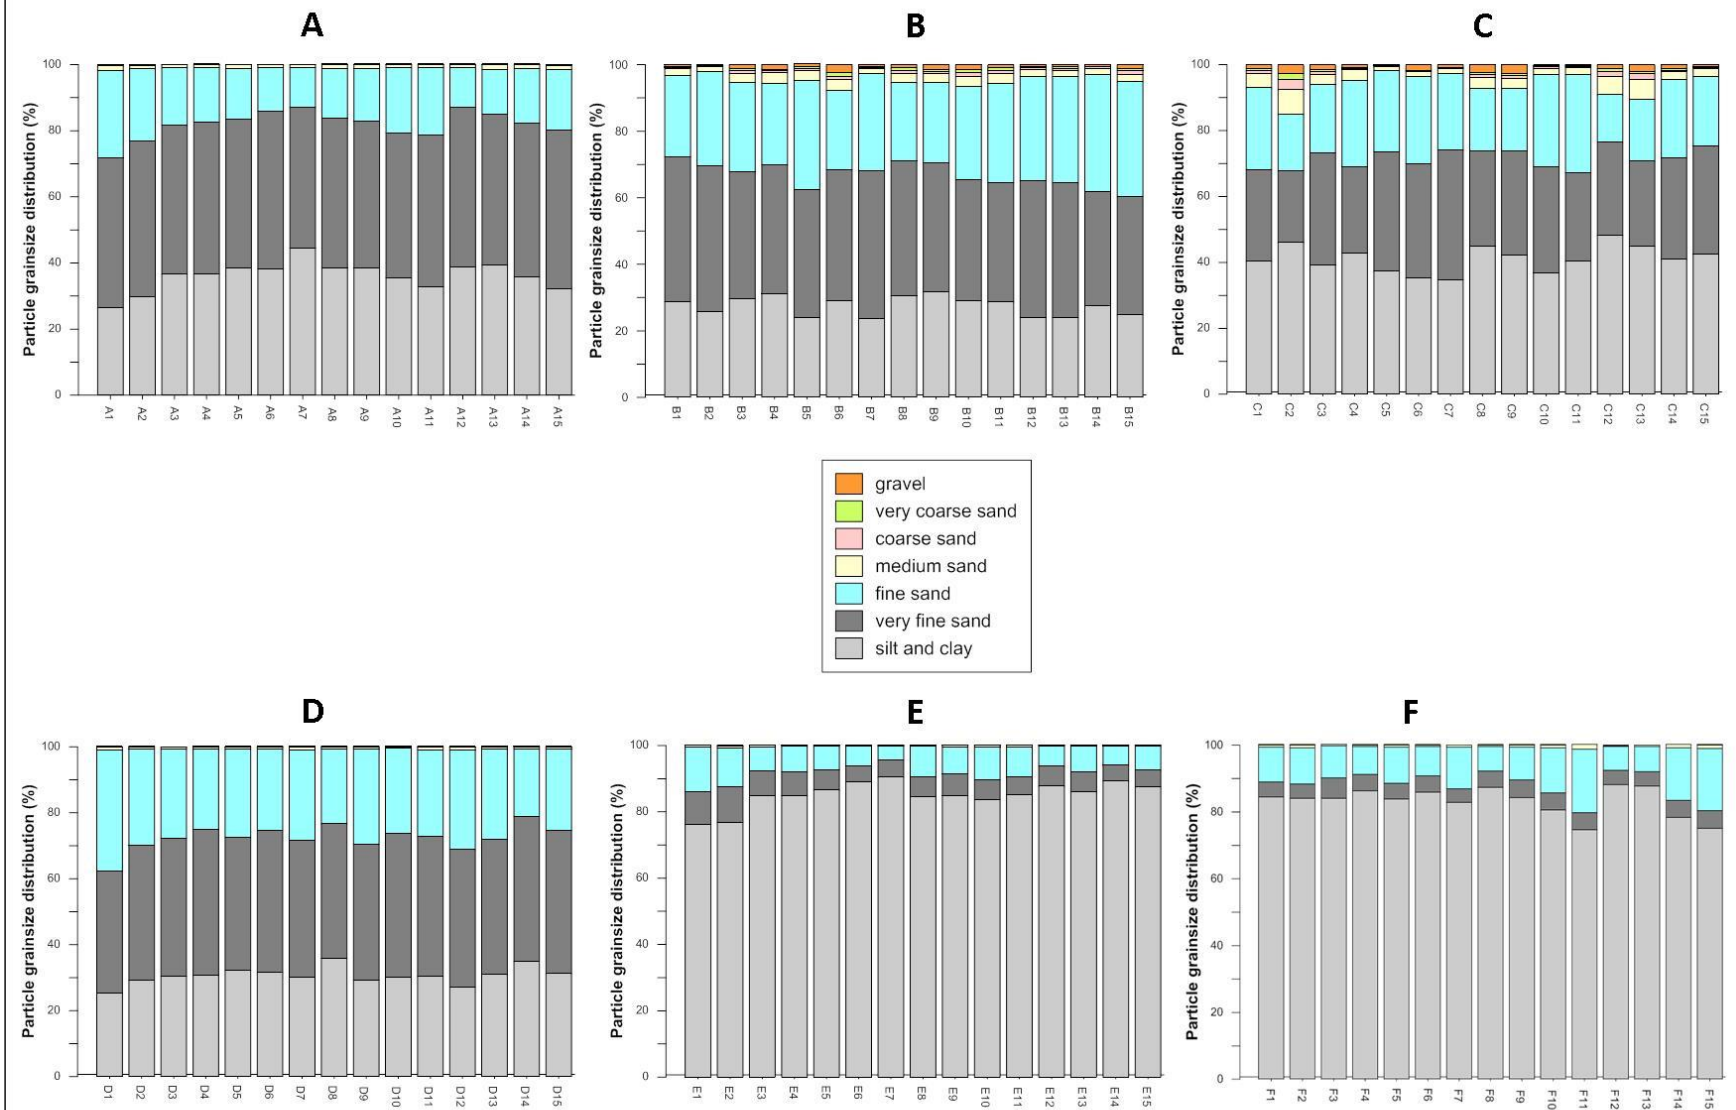 A
B
C
Particle grainsize distribution (%)
100
80
60
40
20
0
A1 A2 A3 A4 A5 A6 A7 A8 A9 A10 A11 A12 A13 A14 A15
Particle grainsize distribution (%)
100
80
60
40
20
0
B1 B2 B3 B4 B5 B6 B7 B8 B9 B10 B11 B12 B13 B14 B15
Particle grainsize distribution (%)
100
80
60
40
20
0
C1 C2 C3 C4 C5 C6 C7 C8 C9 C10 C11 C12 C13 C14 C15
gravel
very coarse sand
coarse sand
medium sand
fine sand
very fine sand
silt and clay
D
E
F
Particle grainsize distribution (%)
100
80
60
40
20
0
D1 D2 D3 D4 D5 D6 D7 D8 D9 D10 D11 D12 D13 D14 D15
Particle grainsize distribution (%)
100
80
60
40
20
0
E1 E2 E3 E4 E5 E6 E7 E8 E9 E10 E11 E12 E13 E14 E15
Particle grainsize distribution (%)
100
80
60
40
20
0
F1 F2 F3 F4 F5 F6 F7 F8 F9 F10 F11 F12 F13 F14 F15